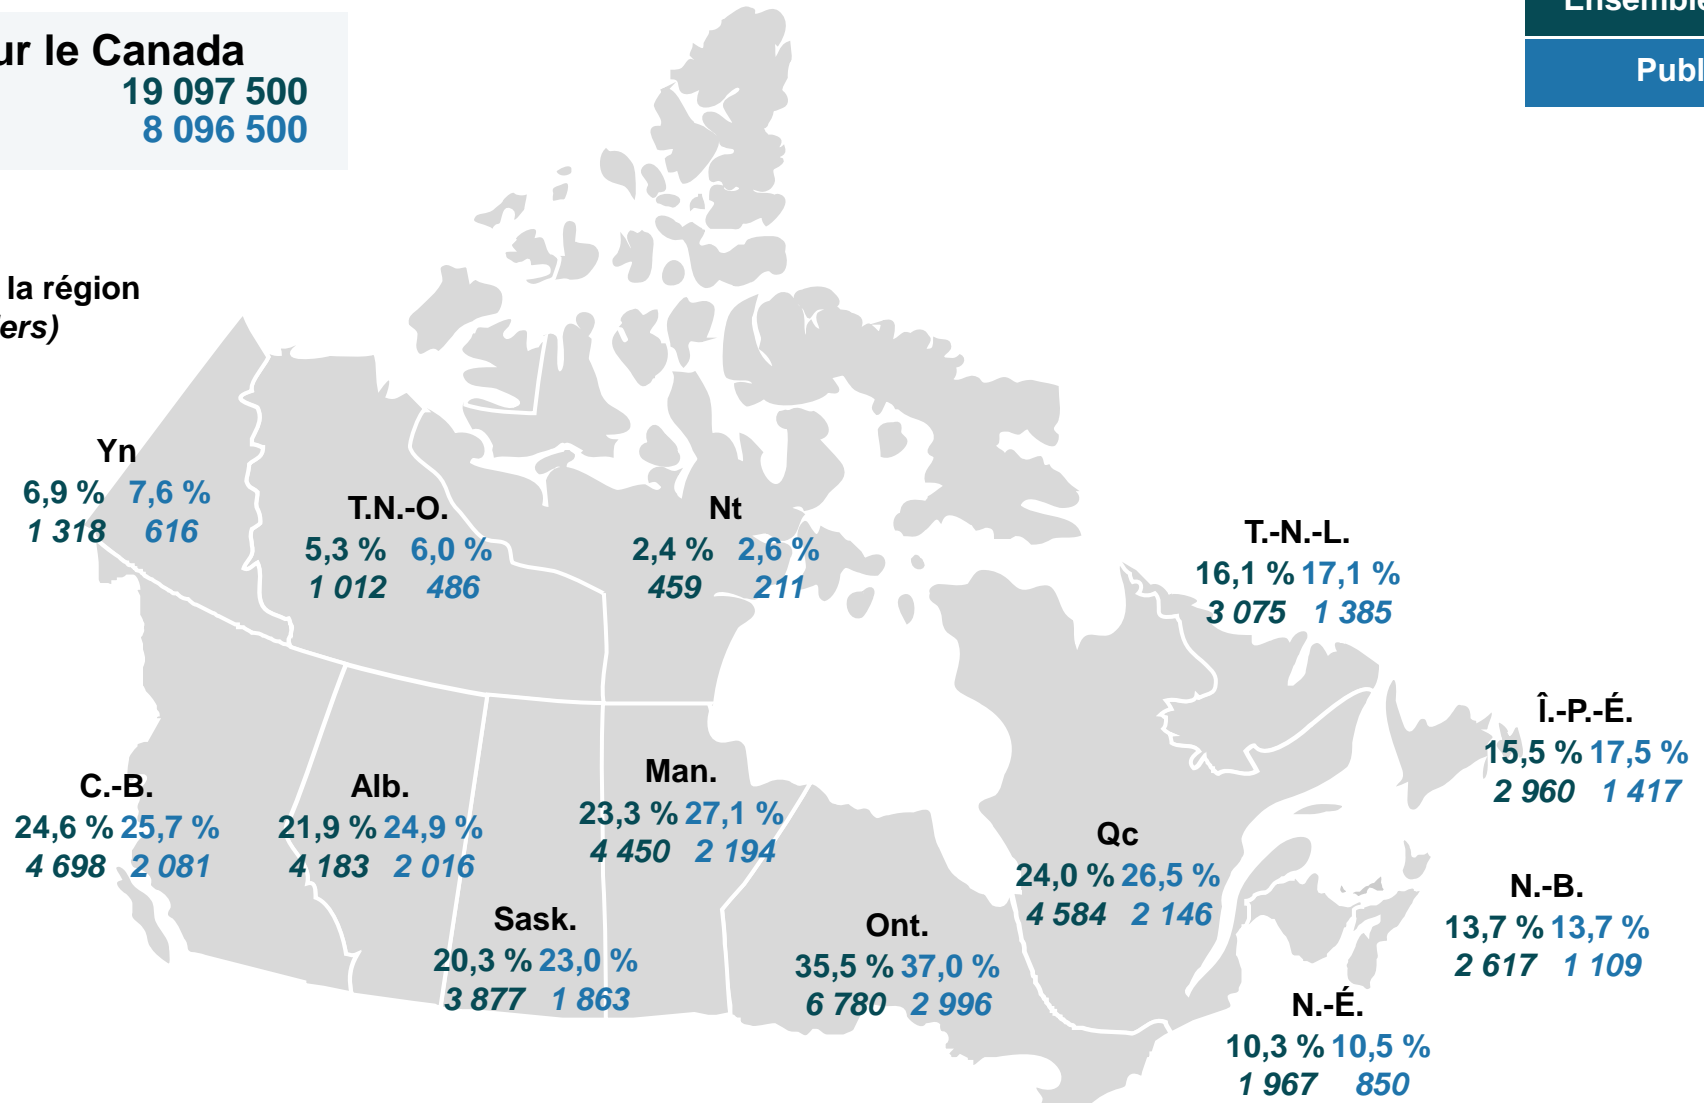 ur le Canada
19 097 500
8 096 500
Ensemble
Publ
la région
ers)
Yn
6,9 % 7,6 %
1 318 616
T.N.-O.
5,3 % 6,0 %
1 012 486
Nt
2,4 % 2,6 %
459 211
T.-N.-L.
16,1 % 17,1 %
3 075 1 385
Î.-P.-É.
15,5 % 17,5 %
2 960 1 417
C.-B.
24,6 % 25,7 %
4 698 2 081
Alb.
21,9 % 24,9 %
4 183 2 016
Man.
23,3 % 27,1 %
4 450 2 194
Qc
24,0 % 26,5 %
4 584 2 146
N.-B.
13,7 % 13,7 %
2 617 1 109
Sask.
20,3 % 23,0 %
3 877 1 863
Ont.
35,5 % 37,0 %
6 780 2 996
N.-É.
10,3 % 10,5 %
1 967 850